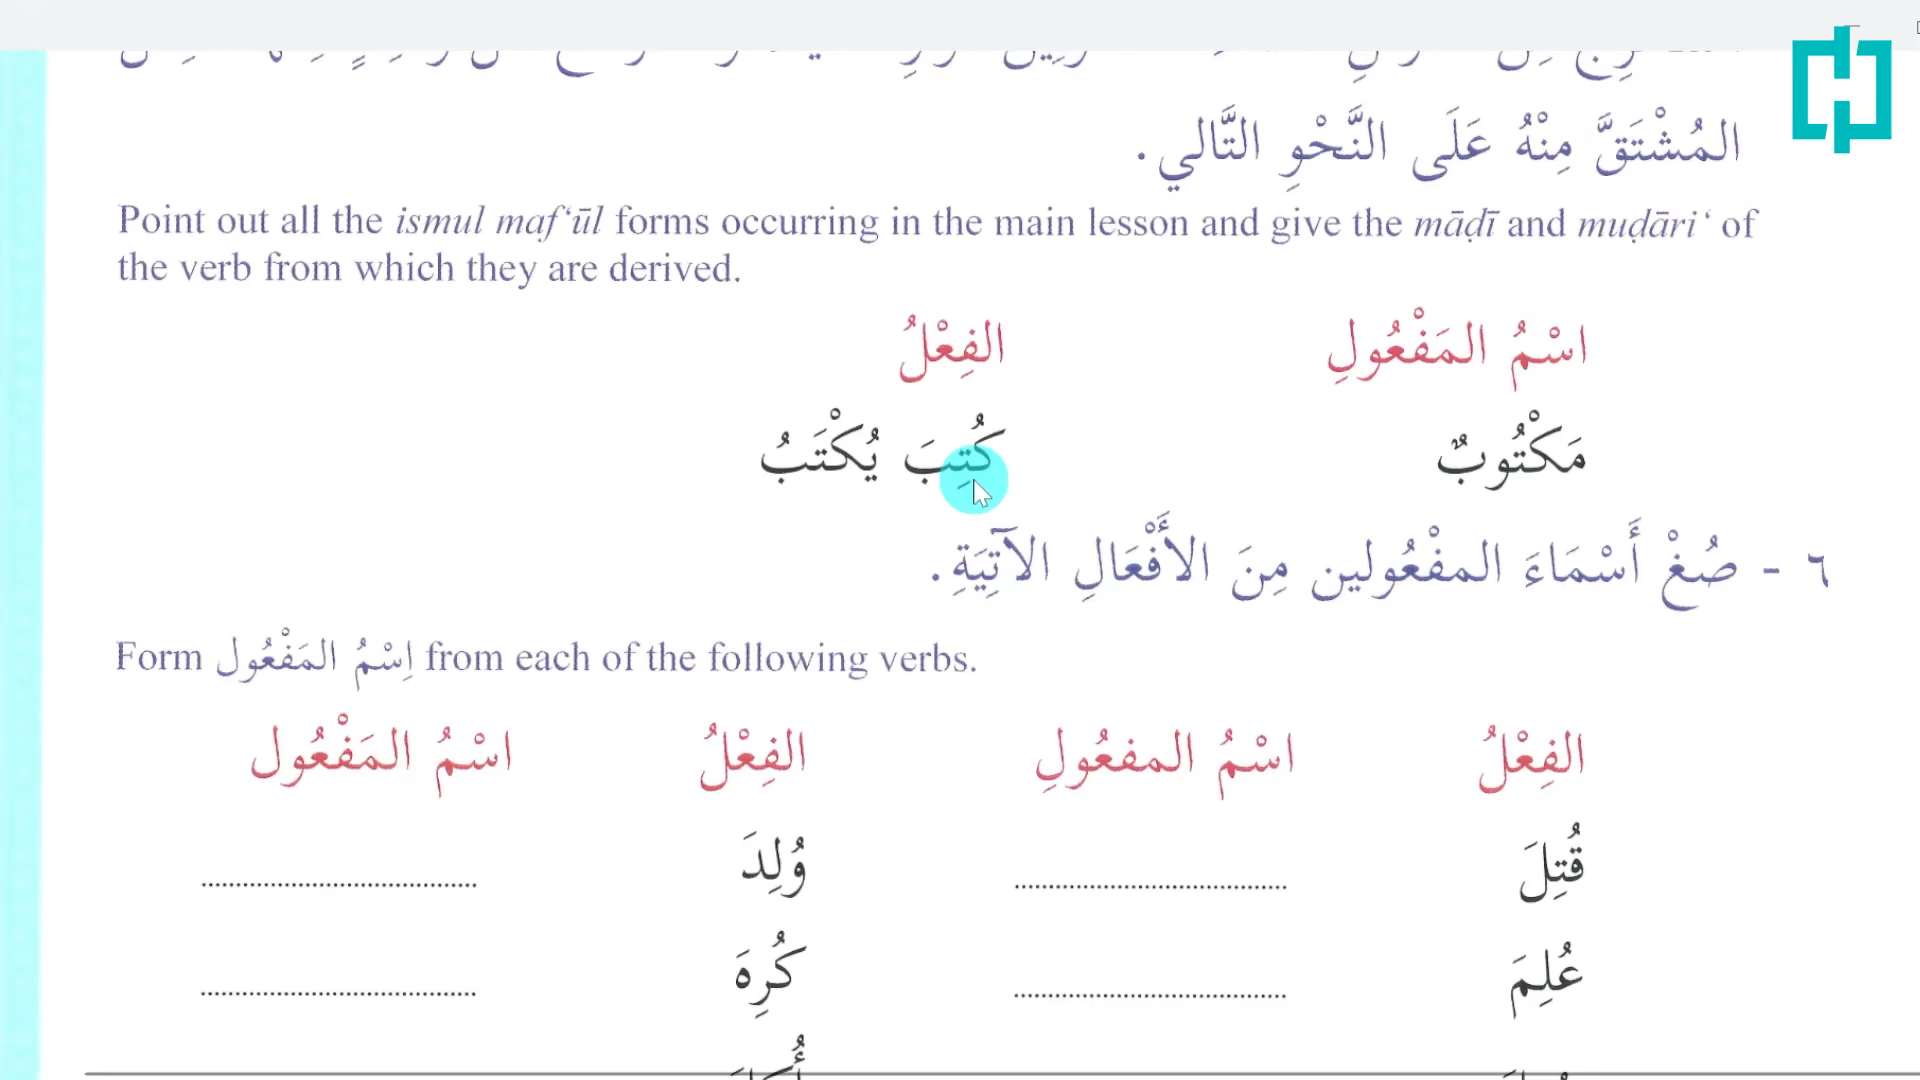 المُشْتَقَّ مِنْهُ عَلَى النَّحْوِ التَّالي .
Point out all the ismul maf‘ūl forms occurring in the main lesson and give the māḍī and muḍāri‘ of
the verb from which they are derived.
اسْمُ المَفْعُولِ الفِعْلُ
مَكْتُوبٌ كُتِبَ يُكْتَبُ
٦ - صُغْ أَسْمَاءَ المفْعُولين مِنَ الأَفْعَالِ الآتِيَةِ .
Form اِسْمُ المَفْعُول from each of the following verbs.
الفِعْلُ اسْمُ المفعُولِ الفِعْلُ اسْمُ المَفْعُول
قُتِلَ ........................................ وُلِدَ ........................................
عُلِمَ ........................................ كُرِهَ ........................................